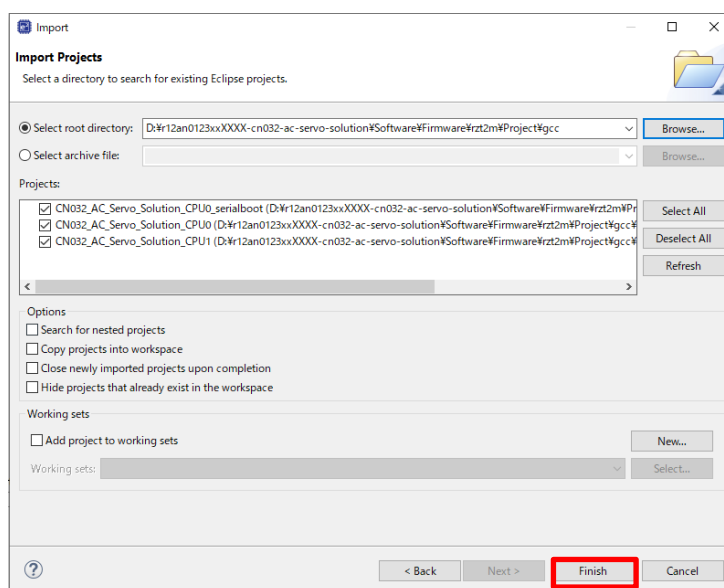 Import
Import Projects
Select a directory to search for existing Eclipse projects.
Select root directory: D:¥r12an0123xxXXXX-cn032-ac-servo-solution¥Software¥Firmware¥rzt2m¥Project¥gcc Browse...
Select archive file: Browse...
Projects:
CN032_AC_Servo_Solution_CPU0_serialboot (D:¥r12an0123xxXXXX-cn032-ac-servo-solution¥Software¥Firmware¥rzt2m¥Pr
CN032_AC_Servo_Solution_CPU0 (D:¥r12an0123xxXXXX-cn032-ac-servo-solution¥Software¥Firmware¥rzt2m¥Project¥gcc¥
CN032_AC_Servo_Solution_CPU1 (D:¥r12an0123xxXXXX-cn032-ac-servo-solution¥Software¥Firmware¥rzt2m¥Project¥gcc¥
Select All
Deselect All
Refresh
Options
Search for nested projects
Copy projects into workspace
Close newly imported projects upon completion
Hide projects that already exist in the workspace
Working sets
Add project to working sets New...
Working sets: Select...
? < Back Next > Finish Cancel